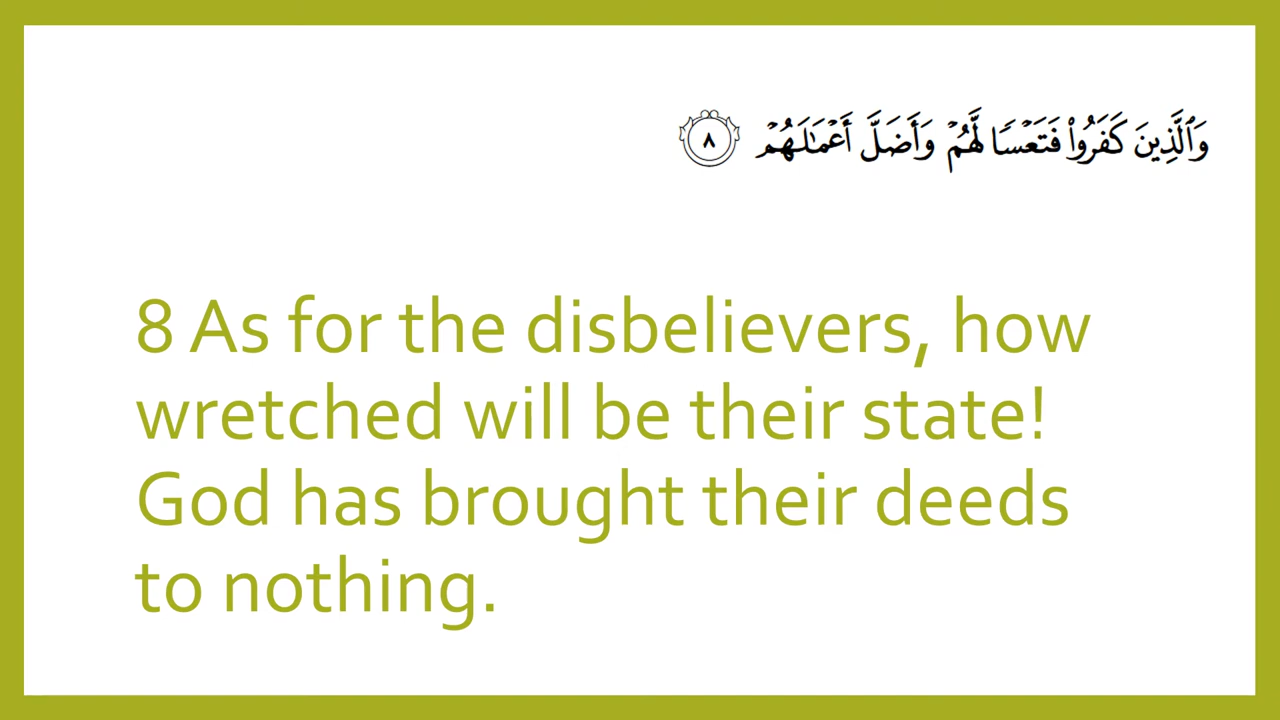 وَٱلَّذِينَ كَفَرُوا۟ فَتَعْسًا لَّهُمْ وَأَضَلَّ أَعْمَـٰلَهُمْ ٨
8 As for the disbelievers, how
wretched will be their state!
God has brought their deeds
to nothing.